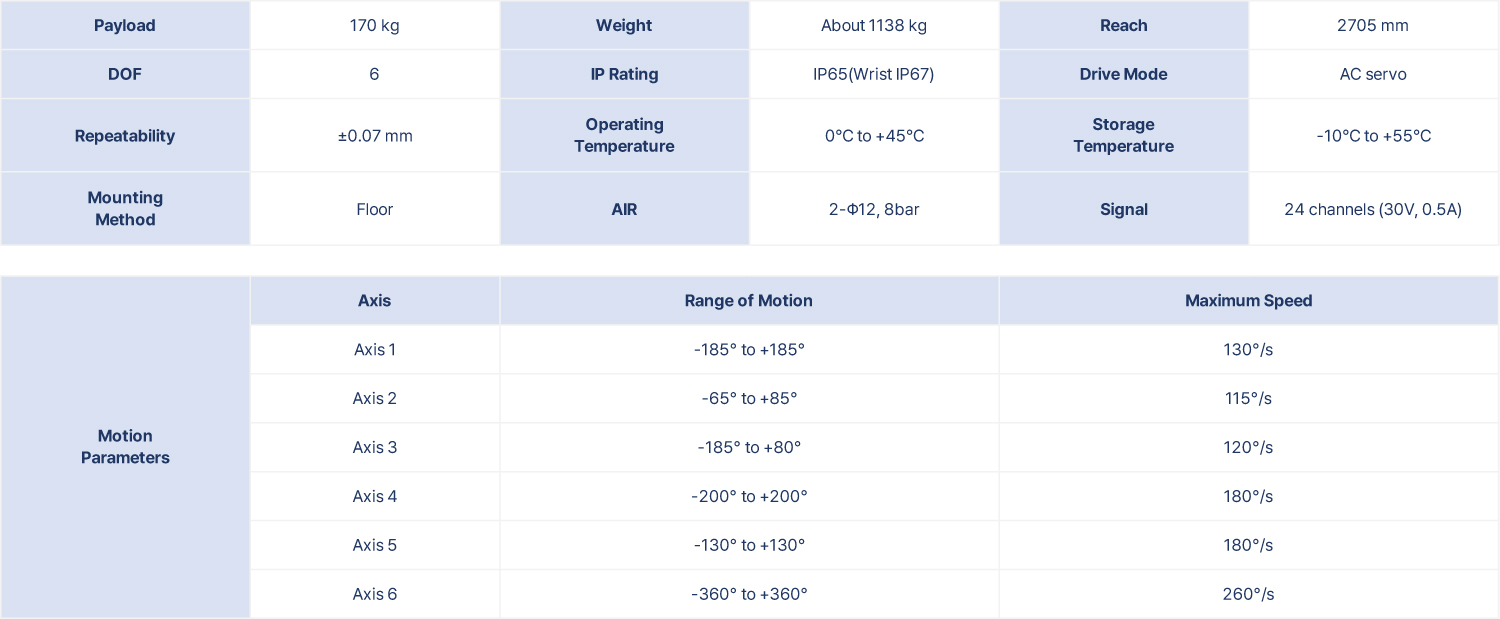 Payload 170 kg Weight About 1138 kg Reach 2705 mm
DOF 6 IP Rating IP65(Wrist IP67) Drive Mode AC servo
Repeatability ±0.07 mm Operating Temperature 0°C to +45°C Storage Temperature -10°C to +55°C
Mounting Method Floor AIR 2-Φ12, 8bar Signal 24 channels (30V, 0.5A)
Motion Parameters
Axis Range of Motion Maximum Speed
Axis 1 -185° to +185° 130°/s
Axis 2 -65° to +85° 115°/s
Axis 3 -185° to +80° 120°/s
Axis 4 -200° to +200° 180°/s
Axis 5 -130° to +130° 180°/s
Axis 6 -360° to +360° 260°/s